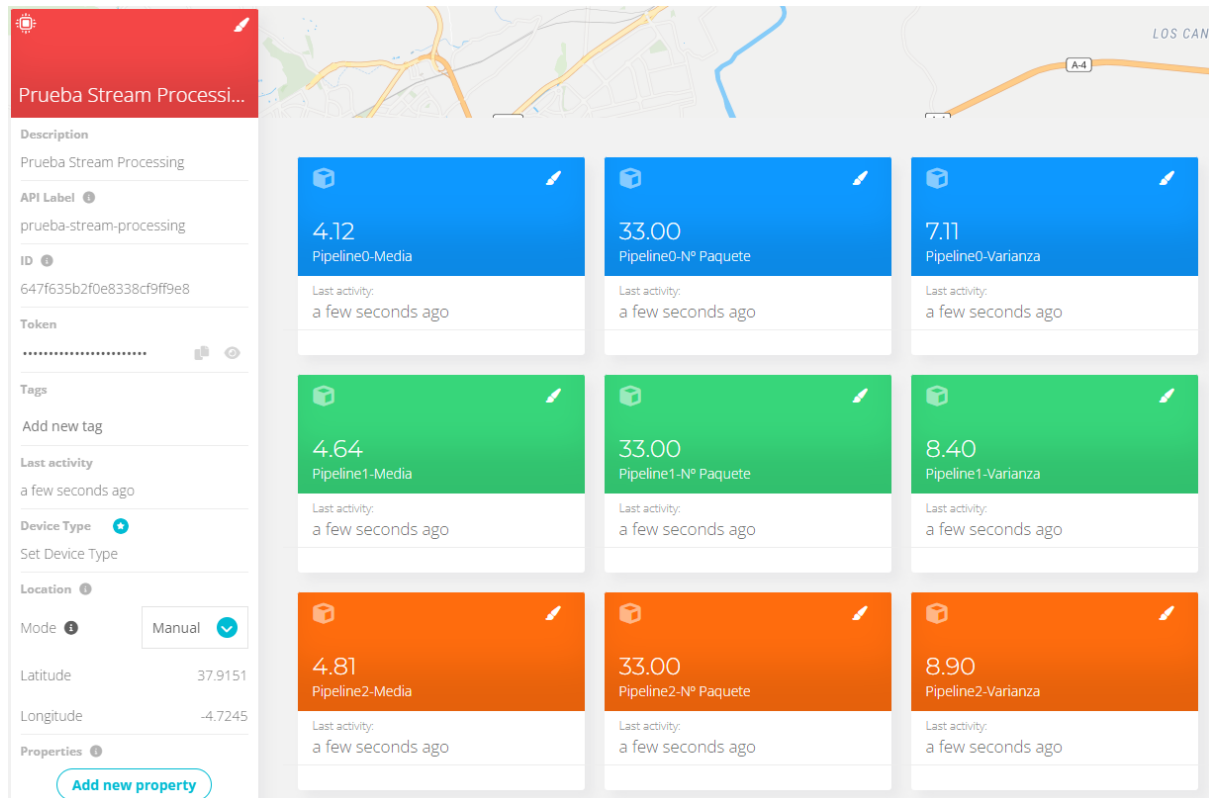 Prueba Stream Processi...
Description
Prueba Stream Processing
API Label
prueba-stream-processing
ID
647f635b2f0e8338cf9ff9e8
Token
••••••••••••••••••••••••
Tags
Add new tag
Last activity
a few seconds ago
Device Type
Set Device Type
Location
Mode Manual
Latitude 37.9151
Longitude -4.7245
Properties
Add new property
LOS CAN
A-4
4.12
Pipeline0-Media
Last activity:
a few seconds ago
33.00
Pipeline0-Nº Paquete
Last activity:
a few seconds ago
7.11
Pipeline0-Varianza
Last activity:
a few seconds ago
4.64
Pipeline1-Media
Last activity:
a few seconds ago
33.00
Pipeline1-Nº Paquete
Last activity:
a few seconds ago
8.40
Pipeline1-Varianza
Last activity:
a few seconds ago
4.81
Pipeline2-Media
Last activity:
a few seconds ago
33.00
Pipeline2-Nº Paquete
Last activity:
a few seconds ago
8.90
Pipeline2-Varianza
Last activity:
a few seconds ago